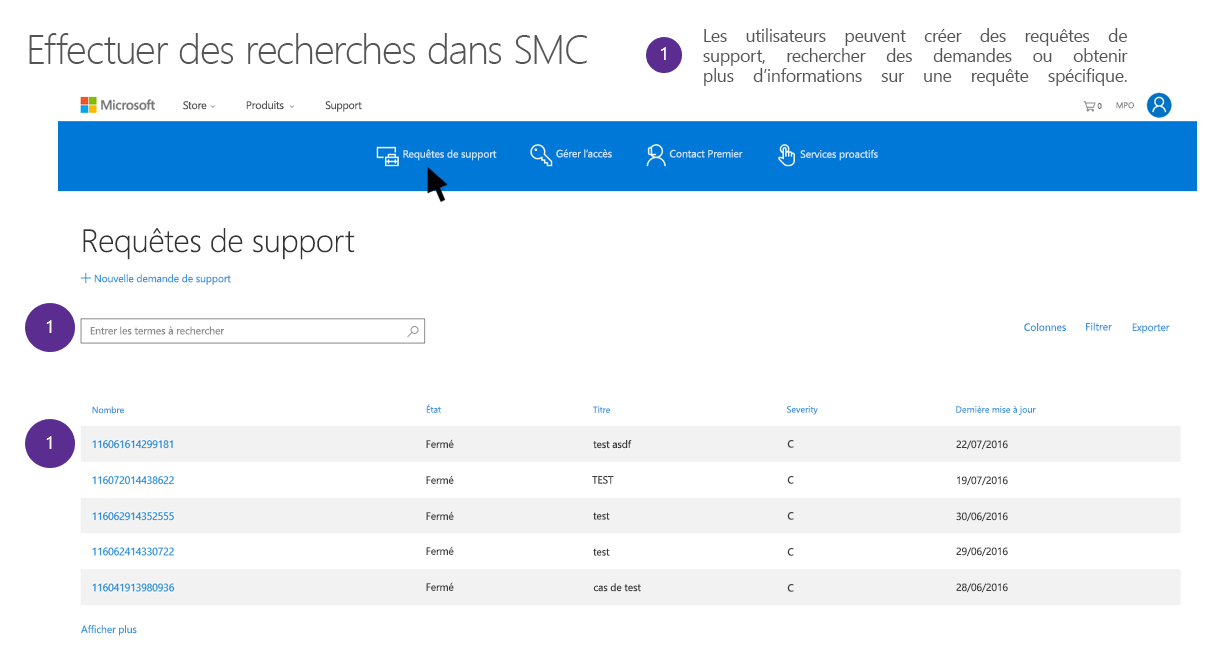 Effectuer des recherches dans SMC
1
Les utilisateurs peuvent créer des requêtes de
support, rechercher des demandes ou obtenir
plus d'informations sur une requête spécifique.
Microsoft Store Produits Support 0 MPO
Requêtes de support Gérer l'accès Contact Premier Services proactifs
Requêtes de support
+ Nouvelle demande de support
1
Entrer les termes à rechercher
Colonnes Filtrer Exporter
Nombre État Titre Severity Dernière mise à jour
1
116061614299181 Fermé test asdf C 22/07/2016
116072014438622 Fermé TEST C 19/07/2016
116062914352555 Fermé test C 30/06/2016
116062414330722 Fermé test C 29/06/2016
116041913980936 Fermé cas de test C 28/06/2016
Afficher plus